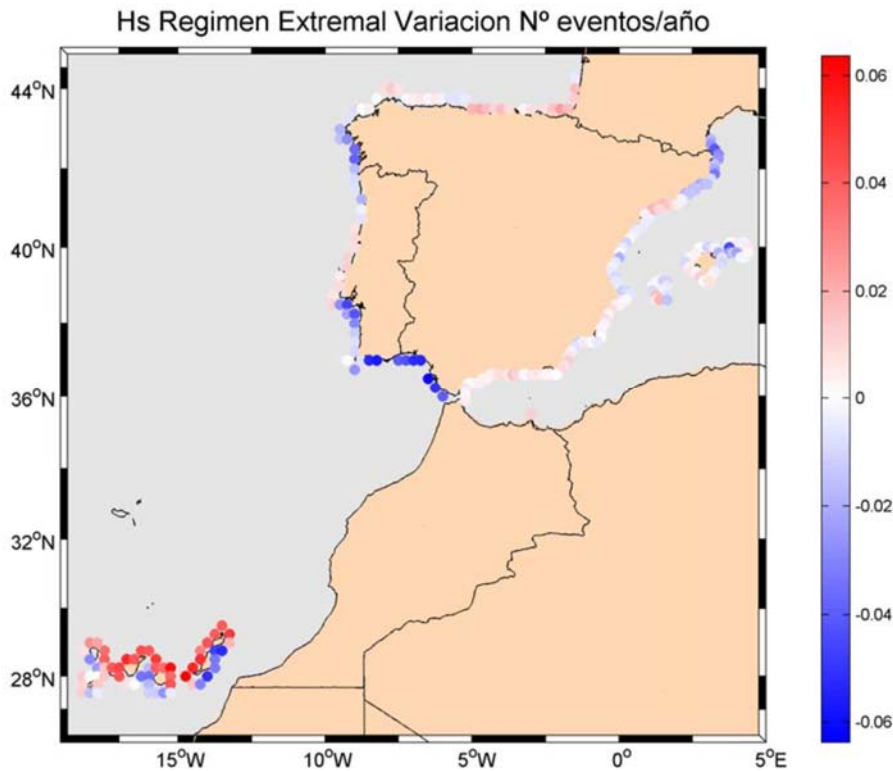 Hs Regimen Extremal Variacion Nº eventos/año
44°N
40°N
36°N
32°N
28°N
15°W 10°W 5°W 0° 5°E
0.06
0.04
0.02
0
-0.02
-0.04
-0.06